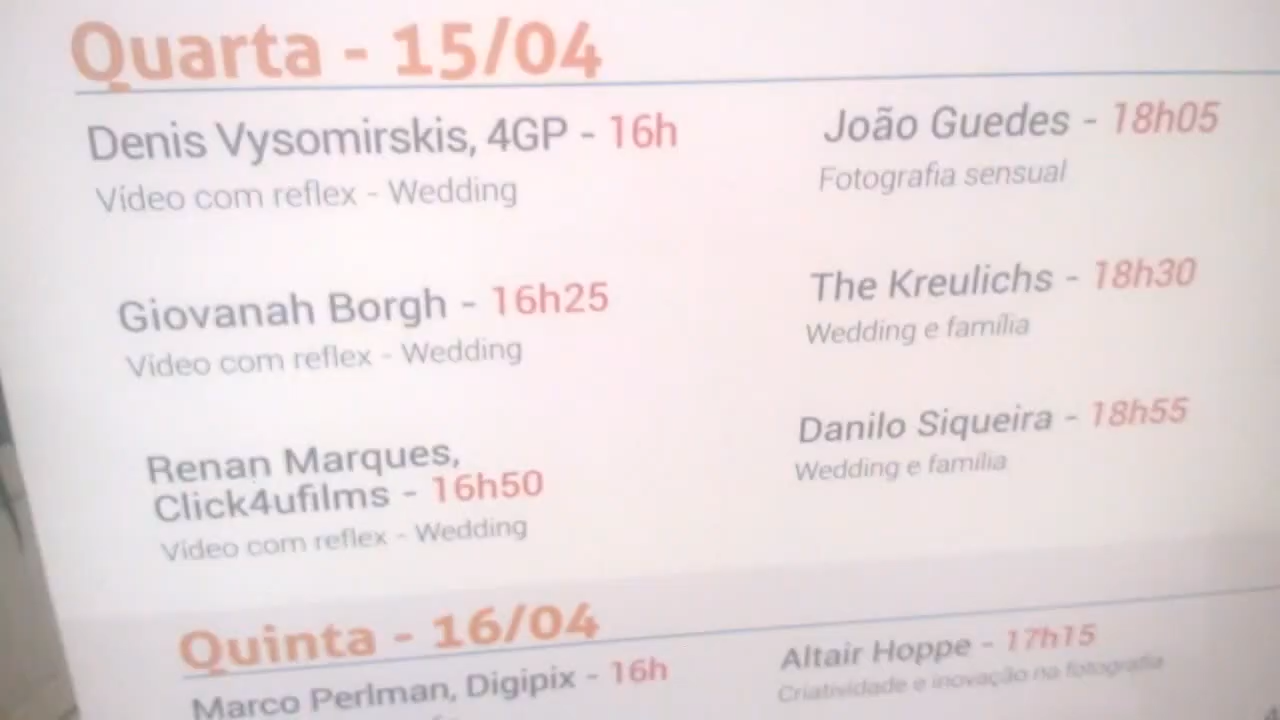 Quarta - 15/04
Denis Vysomirskis, 4GP - 16h
Vídeo com reflex - Wedding
Giovanah Borgh - 16h25
Vídeo com reflex - Wedding
Renan Marques,
Click4ufilms - 16h50
Vídeo com reflex - Wedding
João Guedes - 18h05
Fotografia sensual
The Kreulichs - 18h30
Wedding e família
Danilo Siqueira - 18h55
Wedding e família
Quinta - 16/04
Marco Perlman, Digipix - 16h
Altair Hoppe - 17h15
Criatividade e inovação na fotografia